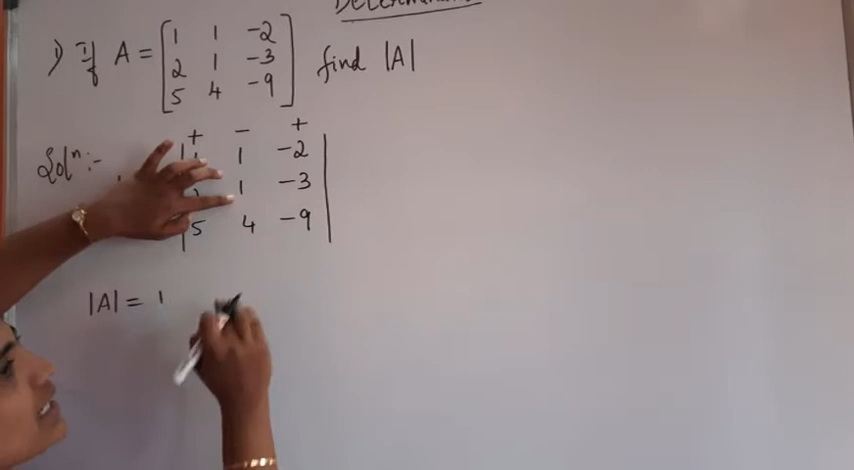 1) If A = [1 1 -2
2 1 -3
5 4 -9] find |A|
Solⁿ:-
+ - +
1 -2
1 -3
5 4 -9
|A| = 1